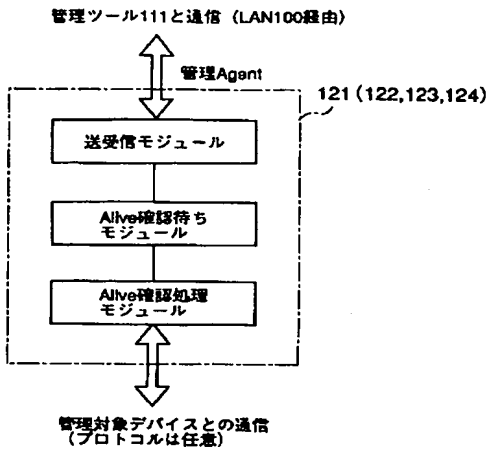 管理ツール111と通信（LAN100経由）
管理Agent
121（122,123,124）
送受信モジュール
Alive確認待ち
モジュール
Alive確認処理
モジュール
管理対象デバイスとの通信
（プロトコルは任意）